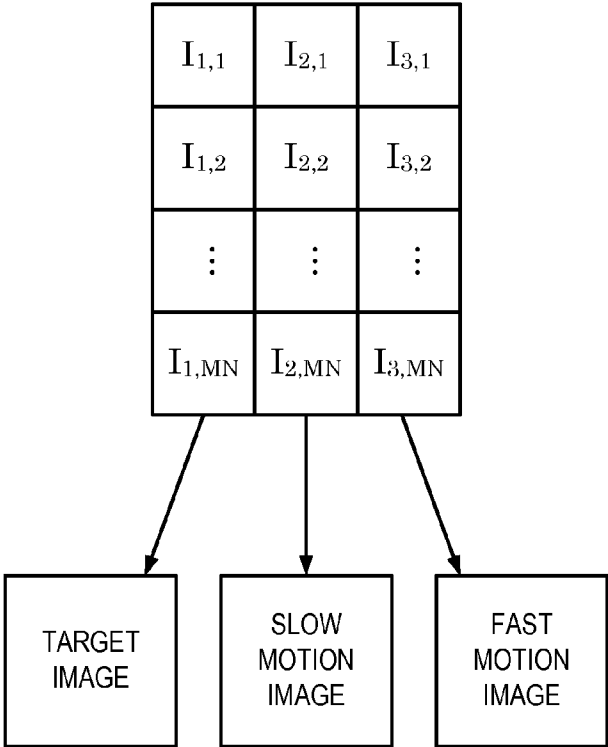 I1,1 I2,1 I3,1
I1,2 I2,2 I3,2
⋮ ⋮ ⋮
I1,MN I2,MN I3,MN
TARGET
IMAGE
SLOW
MOTION
IMAGE
FAST
MOTION
IMAGE